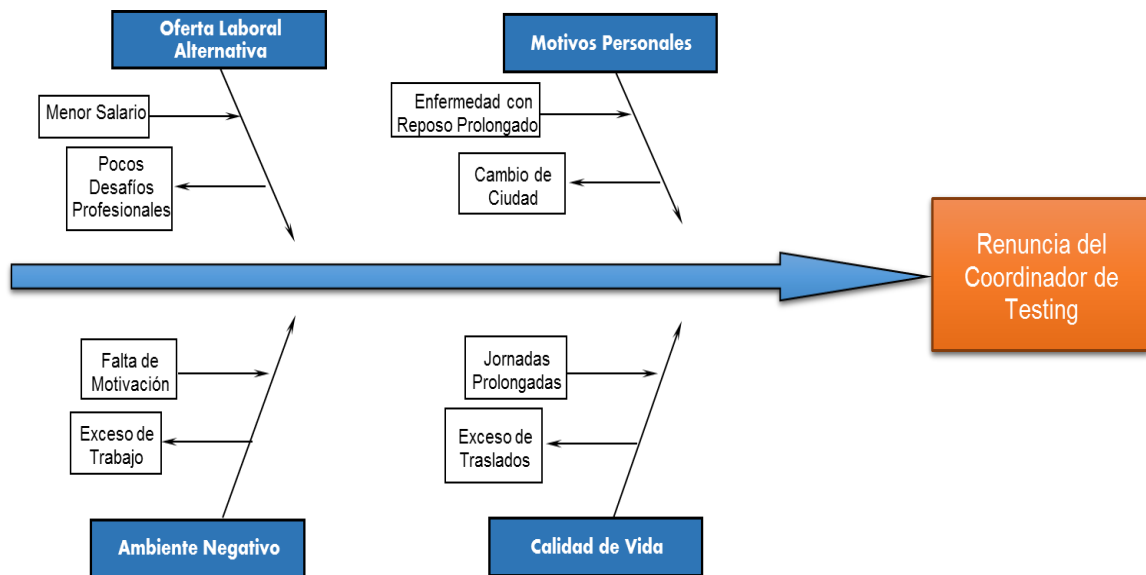 Oferta Laboral
Alternativa
Motivos Personales
Menor Salario
Enfermedad con
Reposo Prolongado
Pocos
Desafíos
Profesionales
Cambio de
Ciudad
Renuncia del
Coordinador de
Testing
Falta de
Motivación
Jornadas
Prolongadas
Exceso de
Trabajo
Exceso de
Traslados
Ambiente Negativo
Calidad de Vida